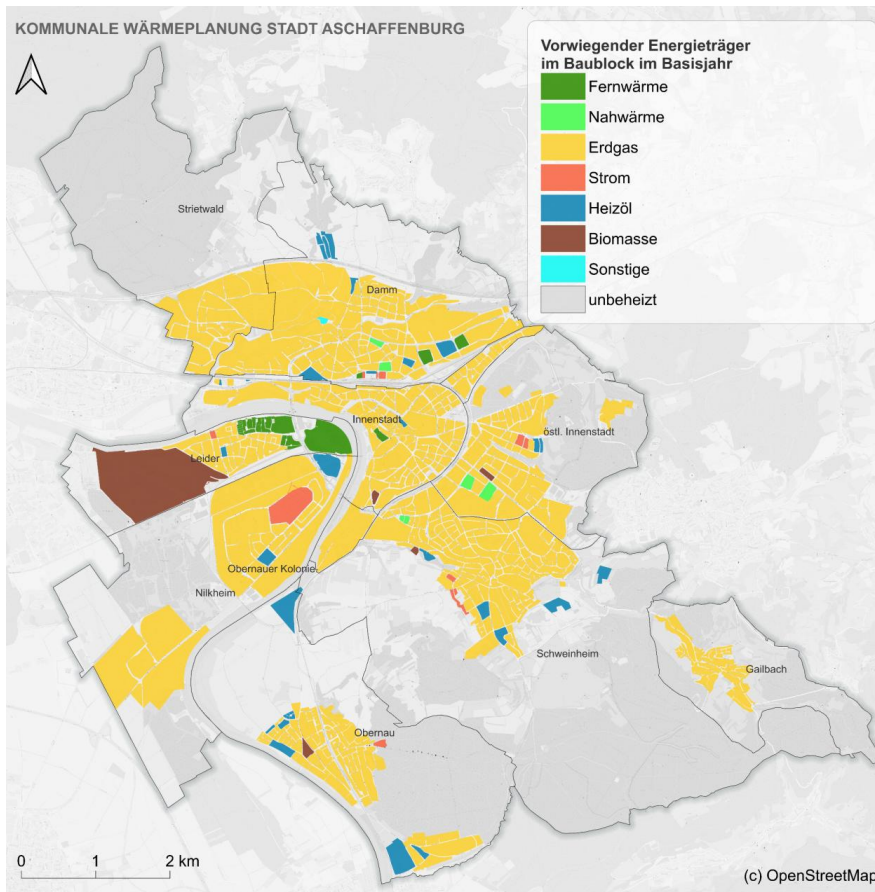 KOMMUNALE WÄRMEPLANUNG STADT ASCHAFFENBURG
Vorwiegender Energieträger
im Baublock im Basisjahr
Fernwärme
Nahwärme
Erdgas
Strom
Heizöl
Biomasse
Sonstige
unbeheizt
Strietwald
Damm
Innenstadt
östl. Innenstadt
Leider
Obernauer Kolonie
Nilkheim
Schweinheim
Gailbach
Obernau
0 1 2 km
(c) OpenStreetMap